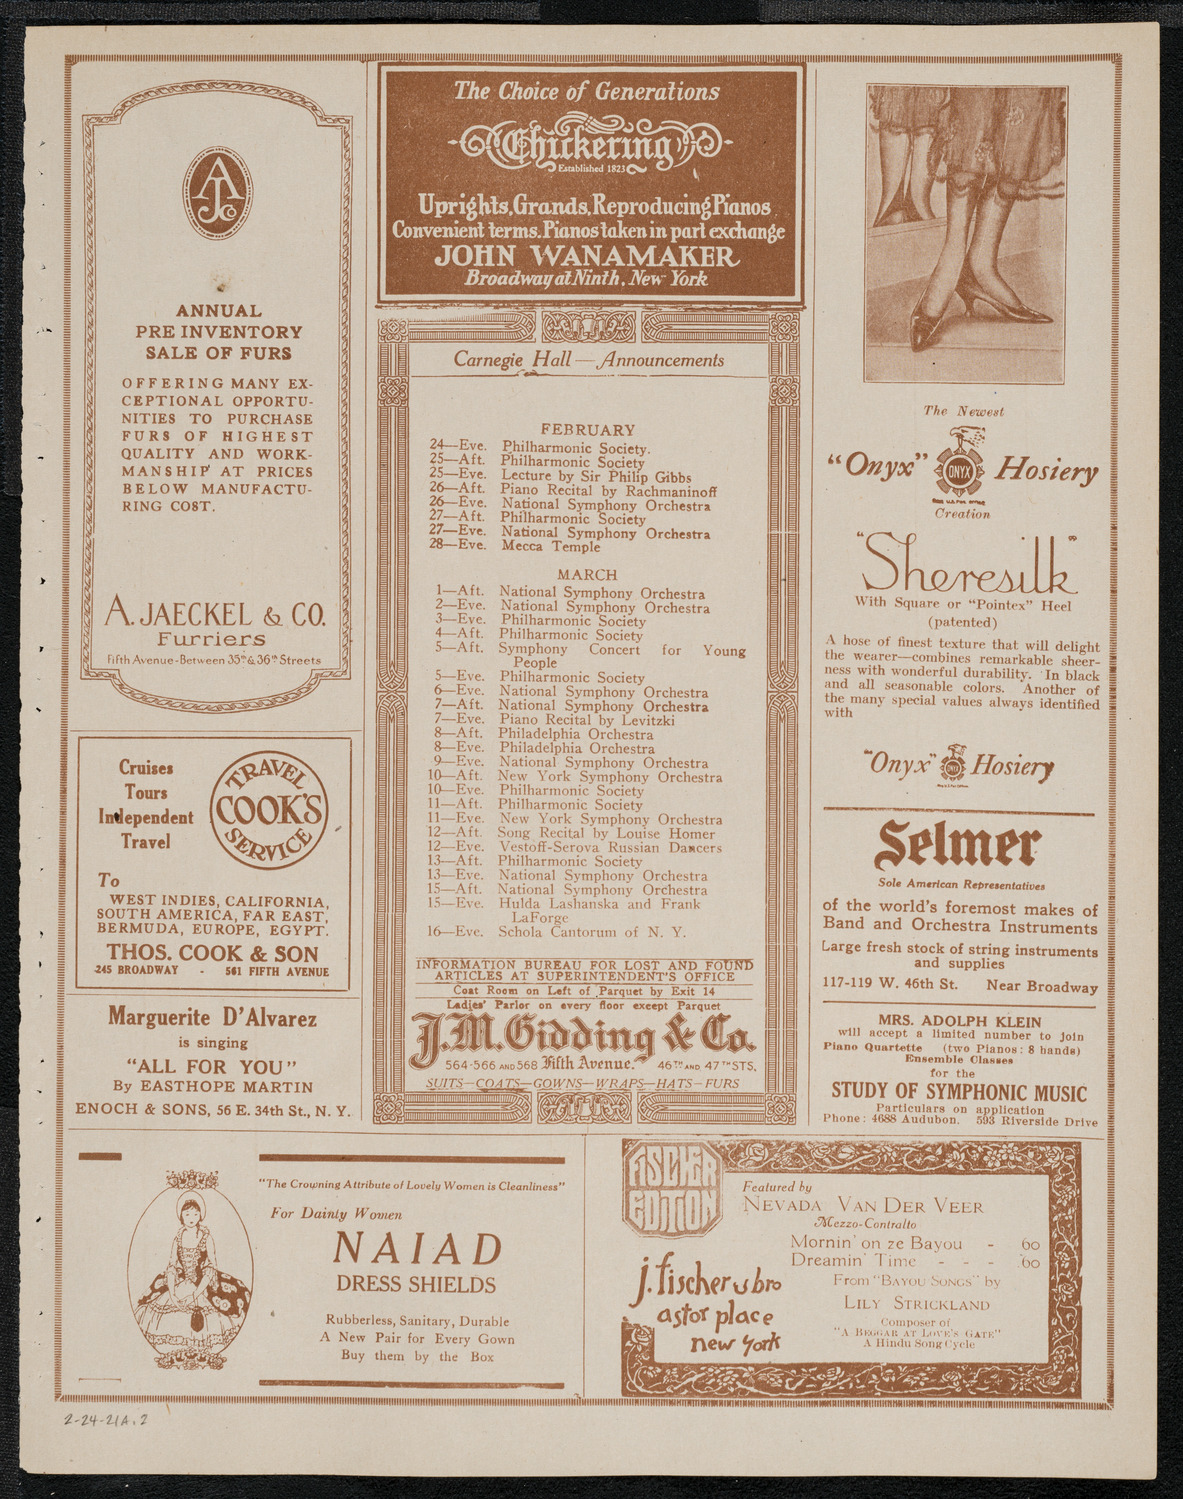 AJCo
ANNUAL
PRE INVENTORY
SALE OF FURS
OFFERING MANY EX-
CEPTIONAL OPPORTU-
NITIES TO PURCHASE
FURS OF HIGHEST
QUALITY AND WORK-
MANSHIP AT PRICES
BELOW MANUFACTU-
RING COST.
A. JAECKEL & CO.
Furriers
Fifth Avenue-Between 35th & 36th Streets
Cruises
Tours
Independent
Travel
TRAVEL
COOK'S
SERVICE
To
WEST INDIES, CALIFORNIA,
SOUTH AMERICA, FAR EAST,
BERMUDA, EUROPE, EGYPT.
THOS. COOK & SON
245 BROADWAY - 561 FIFTH AVENUE
Marguerite D'Alvarez
is singing
"ALL FOR YOU"
By EASTHOPE MARTIN
ENOCH & SONS, 56 E. 34th St., N. Y.
The Choice of Generations
Chickering
Established 1823
Uprights, Grands, Reproducing Pianos
Convenient terms. Pianos taken in part exchange
JOHN WANAMAKER
Broadway at Ninth, New York
Carnegie Hall — Announcements
FEBRUARY
24—Eve. Philharmonic Society.
25—Aft. Philharmonic Society
25—Eve. Lecture by Sir Philip Gibbs
26—Aft. Piano Recital by Rachmaninoff
26—Eve. National Symphony Orchestra
27—Aft. Philharmonic Society
27—Eve. National Symphony Orchestra
28—Eve. Mecca Temple
MARCH
1—Aft. National Symphony Orchestra
2—Eve. National Symphony Orchestra
3—Eve. Philharmonic Society
4—Aft. Philharmonic Society
5—Aft. Symphony Concert for Young
People
5—Eve. Philharmonic Society
6—Eve. National Symphony Orchestra
7—Aft. National Symphony Orchestra
7—Eve. Piano Recital by Levitzki
8—Aft. Philadelphia Orchestra
8—Eve. Philadelphia Orchestra
9—Eve. National Symphony Orchestra
10—Aft. New York Symphony Orchestra
10—Eve. Philharmonic Society
11—Aft. Philharmonic Society
11—Eve. New York Symphony Orchestra
12—Aft. Song Recital by Louise Homer
12—Eve. Vestoff-Serova Russian Dancers
13—Aft. Philharmonic Society
13—Eve. National Symphony Orchestra
15—Aft. National Symphony Orchestra
15—Eve. Hulda Lashanska and Frank
LaForge
16—Eve. Schola Cantorum of N. Y.
INFORMATION BUREAU FOR LOST AND FOUND
ARTICLES AT SUPERINTENDENT'S OFFICE
Coat Room on Left of Parquet by Exit 14
Ladies' Parlor on every floor except Parquet
J.M. Gidding & Co.
564-566 AND 568 Fifth Avenue. 46TH AND 47TH STS.
SUITS—COATS—GOWNS—WRAPS—HATS—FURS
The Newest
"Onyx" ONYX Hosiery
Creation
"Sheresilk"
With Square or "Pointex" Heel
(patented)
A hose of finest texture that will delight
the wearer—combines remarkable sheer-
ness with wonderful durability. In black
and all seasonable colors. Another of
the many special values always identified
with
"Onyx" Hosiery
Selmer
Sole American Representatives
of the world's foremost makes of
Band and Orchestra Instruments
Large fresh stock of string instruments
and supplies
117-119 W. 46th St. Near Broadway
MRS. ADOLPH KLEIN
will accept a limited number to join
Piano Quartette (two Pianos: 8 hands)
Ensemble Classes
for the
STUDY OF SYMPHONIC MUSIC
Particulars on application
Phone: 4688 Audubon. 593 Riverside Drive
"The Crowning Attribute of Lovely Women is Cleanliness"
For Dainty Women
NAIAD
DRESS SHIELDS
Rubberless, Sanitary, Durable
A New Pair for Every Gown
Buy them by the Box
FISCHER
EDITION
j. fischer & bro
astor place
new york
Featured by
NEVADA VAN DER VEER
Mezzo-Contralto
Mornin' on ze Bayou - 60
Dreamin' Time - - - 60
From "BAYOU SONGS" by
LILY STRICKLAND
Composer of
"A BEGGAR AT LOVE'S GATE"
A Hindu Song Cycle
2-24-21A.2